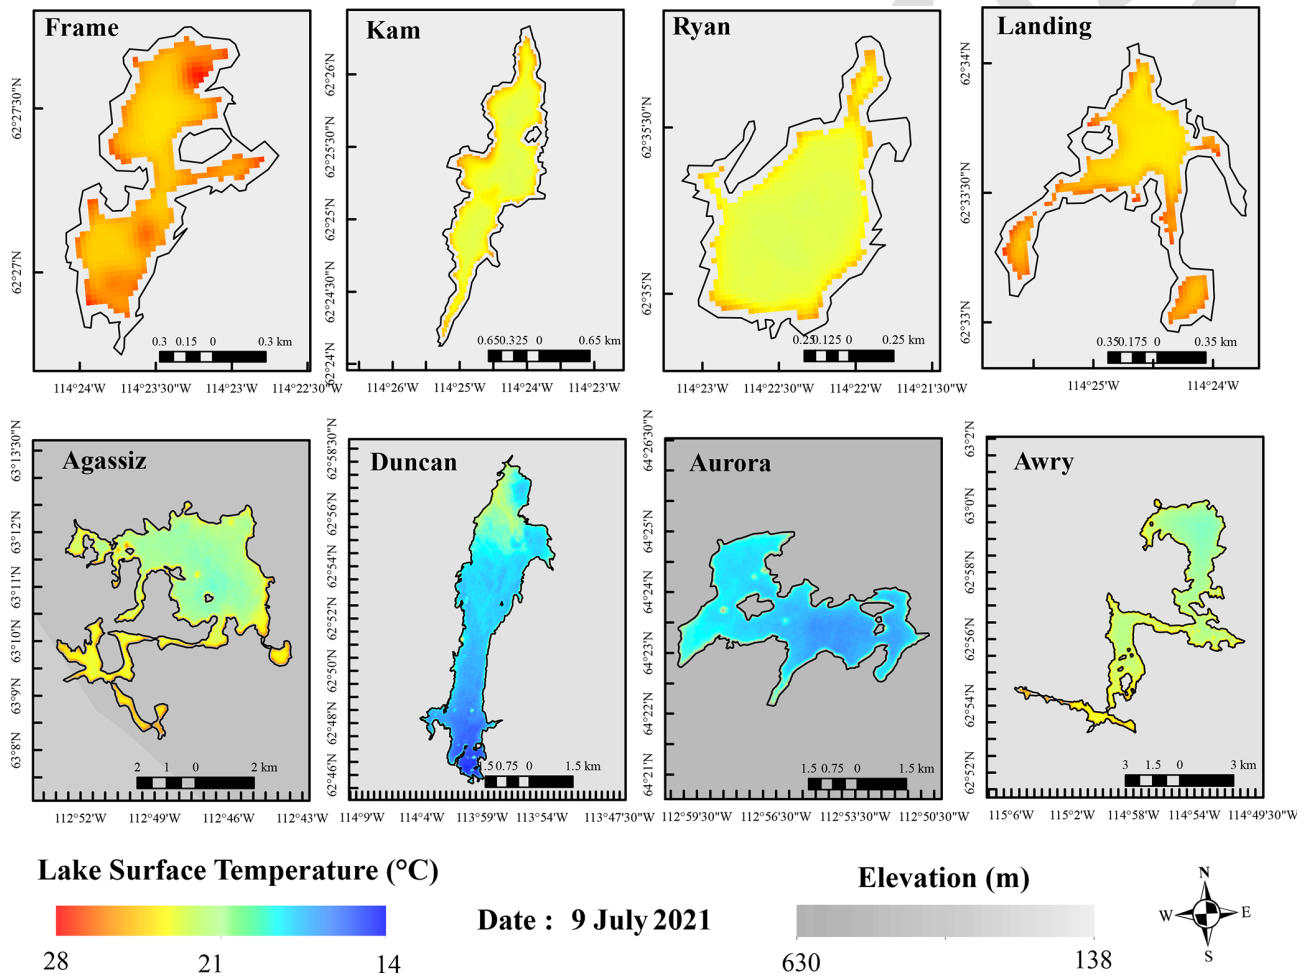 Frame
62°27'30"N
62°27'N
0.3 0.15 0 0.3 km
114°24'W 114°23'30"W 114°23'W 114°22'30"W
Kam
62°26'N
62°25'30"N
62°25'N
62°24'30"N
62°24'N
0.65 0.325 0 0.65 km
114°26'W 114°25'W 114°24'W 114°23'W
Ryan
62°35'30"N
62°35'N
0.25 0.125 0 0.25 km
114°23'W 114°22'30"W 114°22'W 114°21'30"W
Landing
62°34'N
62°33'30"N
62°33'N
0.35 0.175 0 0.35 km
114°25'W 114°24'W
Agassiz
63°13'30"N
63°12'N
63°11'N
63°10'N
63°9'N
63°8'N
2 1 0 2 km
112°52'W 112°49'W 112°46'W 112°43'W
Duncan
62°58'30"N
62°56'N
62°54'N
62°52'N
62°50'N
62°48'N
62°46'N
1.5 0.75 0 1.5 km
114°9'W 114°4'W 113°59'W 113°54'W 113°47'30"W
Aurora
64°26'30"N
64°25'N
64°24'N
64°23'N
64°22'N
64°21'N
1.5 0.75 0 1.5 km
112°59'30"W 112°56'30"W 112°53'30"W 112°50'30"W
Awry
63°2'N
63°0'N
62°58'N
62°56'N
62°54'N
62°52'N
3 1.5 0 3 km
115°6'W 115°2'W 114°58'W 114°54'W 114°49'30"W
Lake Surface Temperature (°C)
28 21 14
Date : 9 July 2021
Elevation (m)
630 138
N
W E
S